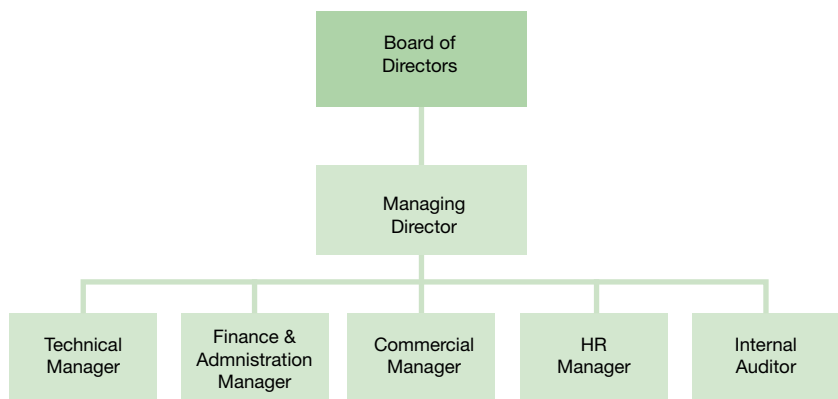 Board of
Directors
Managing
Director
Technical
Manager
Finance &
Admnistration
Manager
Commercial
Manager
HR
Manager
Internal
Auditor